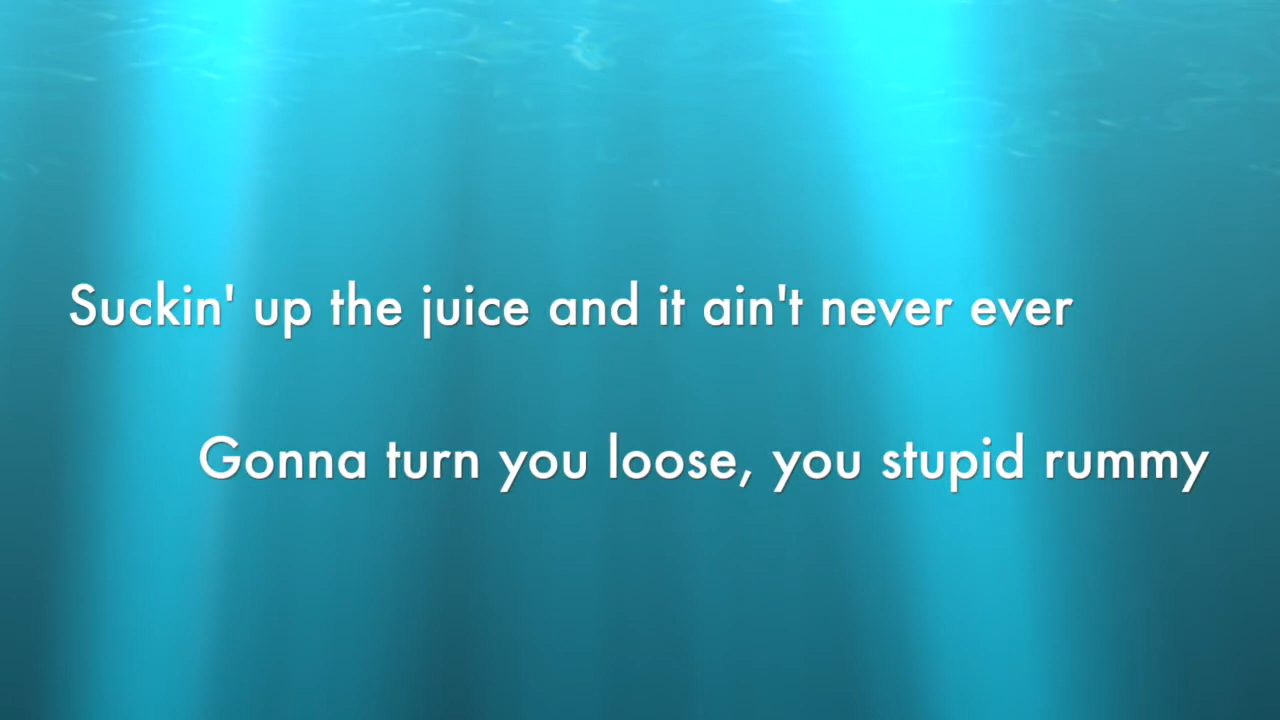 Suckin' up the juice and it ain't never ever
Gonna turn you loose, you stupid rummy